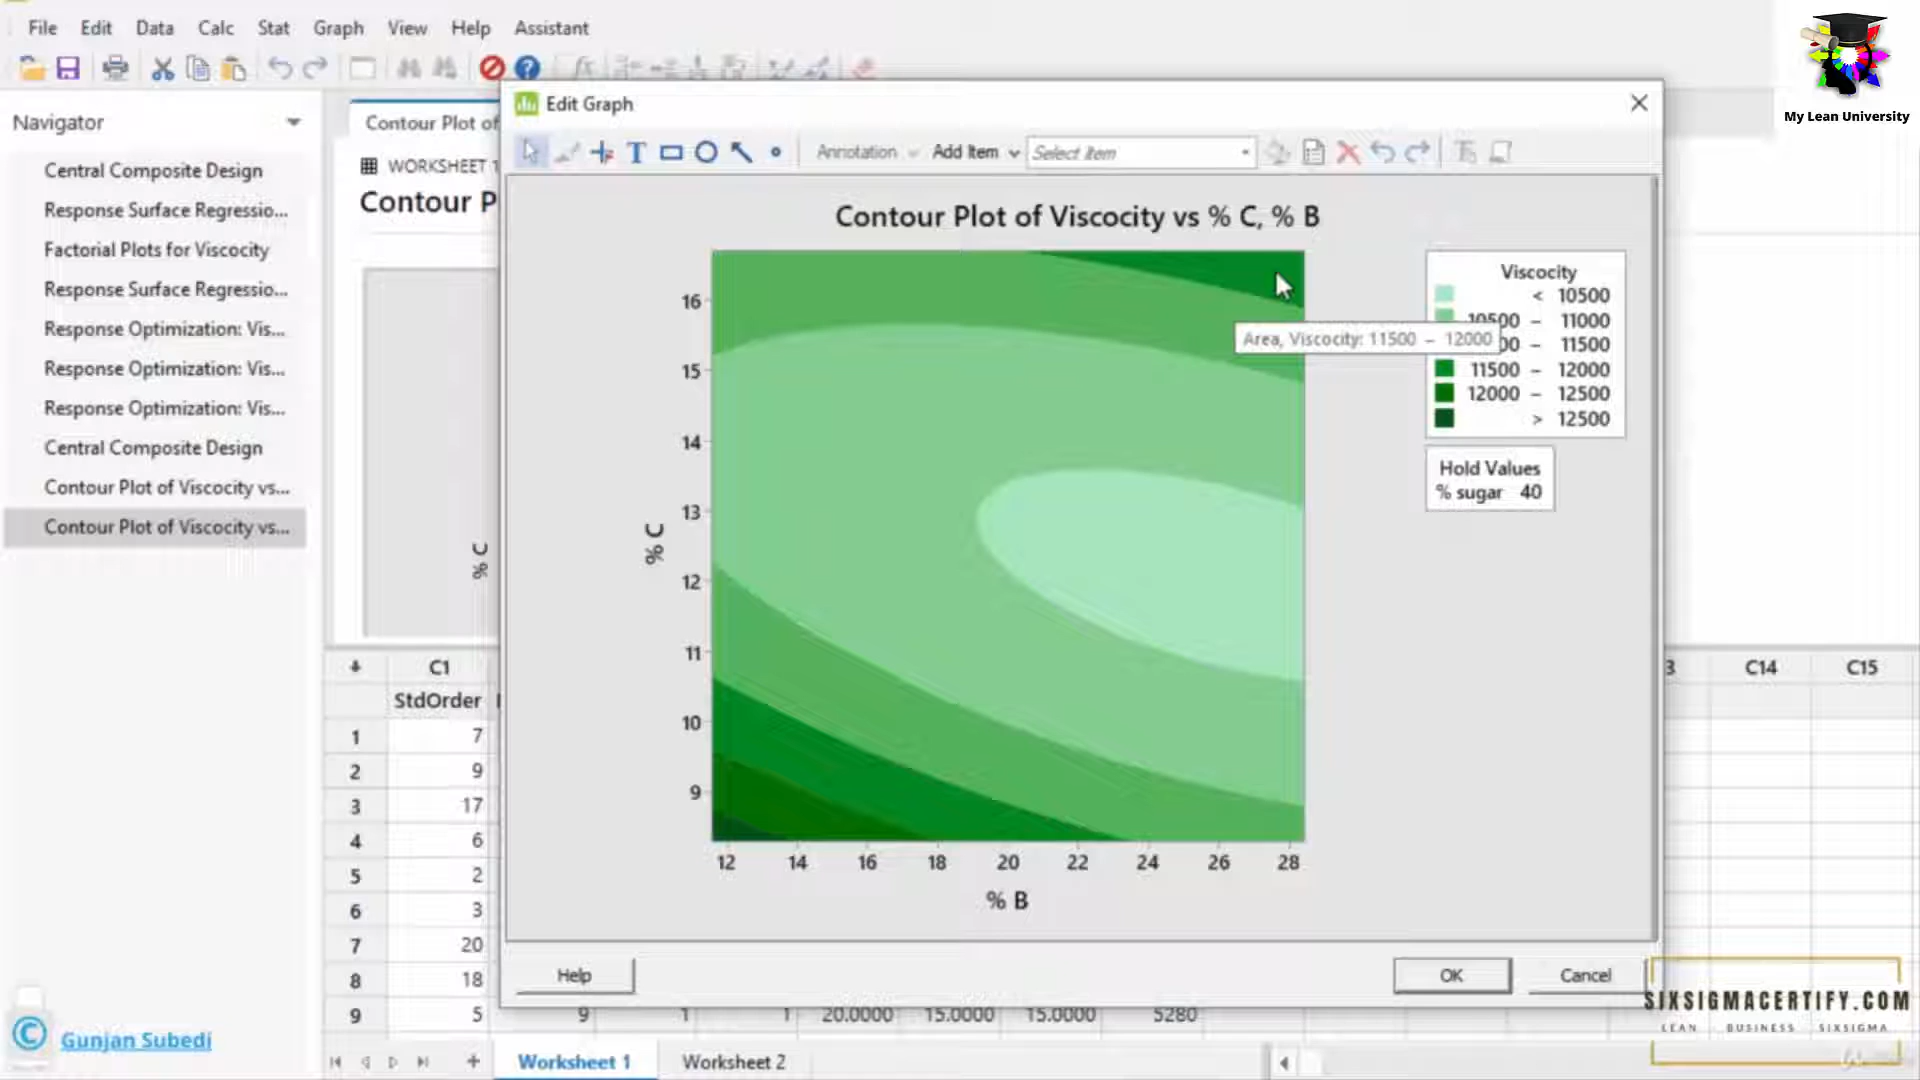 File Edit Data Calc Stat Graph View Help Assistant
My Lean University
Navigator
Central Composite Design
Response Surface Regressio...
Factorial Plots for Viscocity
Response Surface Regressio...
Response Optimization: Vis...
Response Optimization: Vis...
Response Optimization: Vis...
Central Composite Design
Contour Plot of Viscocity vs...
Contour Plot of Viscocity vs...
Contour Plot of
WORKSHEET 1
Contour P
% C
Edit Graph
Annotation Add Item Select Item
Contour Plot of Viscocity vs % C, % B
16
15
14
13
12
11
10
9
% C
12 14 16 18 20 22 24 26 28
% B
Viscocity
< 10500
10500 – 11000
00 – 11500
11500 – 12000
12000 – 12500
> 12500
Area, Viscocity: 11500 – 12000
Hold Values
% sugar 40
Help OK Cancel
C1 3 C14 C15
StdOrder
1 7
2 9
3 17
4 6
5 2
6 3
7 20
8 18
9 5 9 1 1 20.0000 15.0000 15.0000 5280
Worksheet 1 Worksheet 2
© Gunjan Subedi
SIXSIGMACERTIFY.COM
LEAN BUSINESS SIXSIGMA